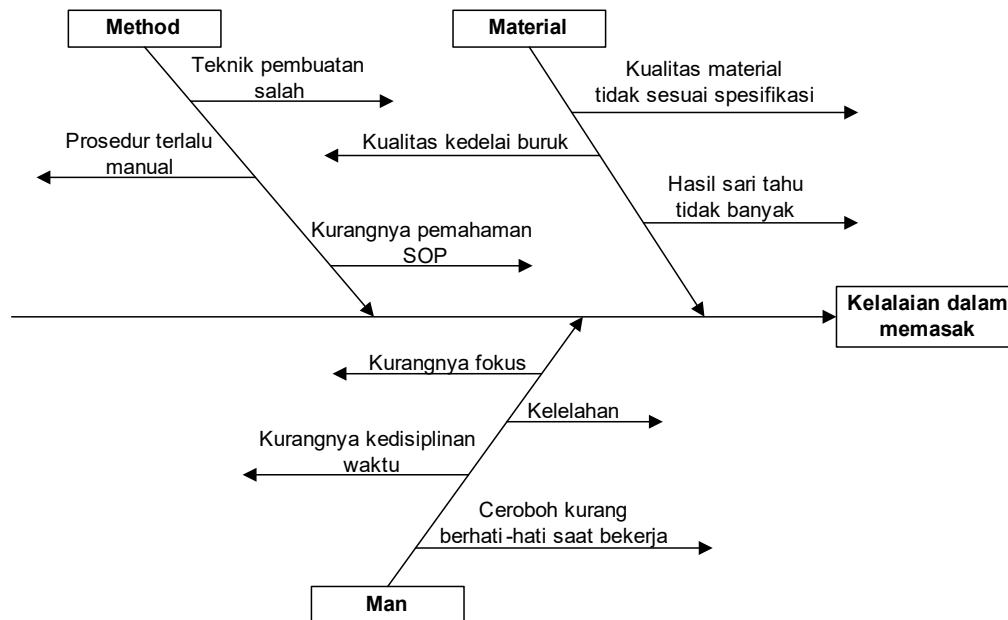 Method
Material
Teknik pembuatan
salah
Kualitas material
tidak sesuai spesifikasi
Prosedur terlalu
manual
Kualitas kedelai buruk
Hasil sari tahu
tidak banyak
Kurangnya pemahaman
SOP
Kelalaian dalam
memasak
Kurangnya fokus
Kelelahan
Kurangnya kedisiplinan
waktu
Ceroboh kurang
berhati-hati saat bekerja
Man